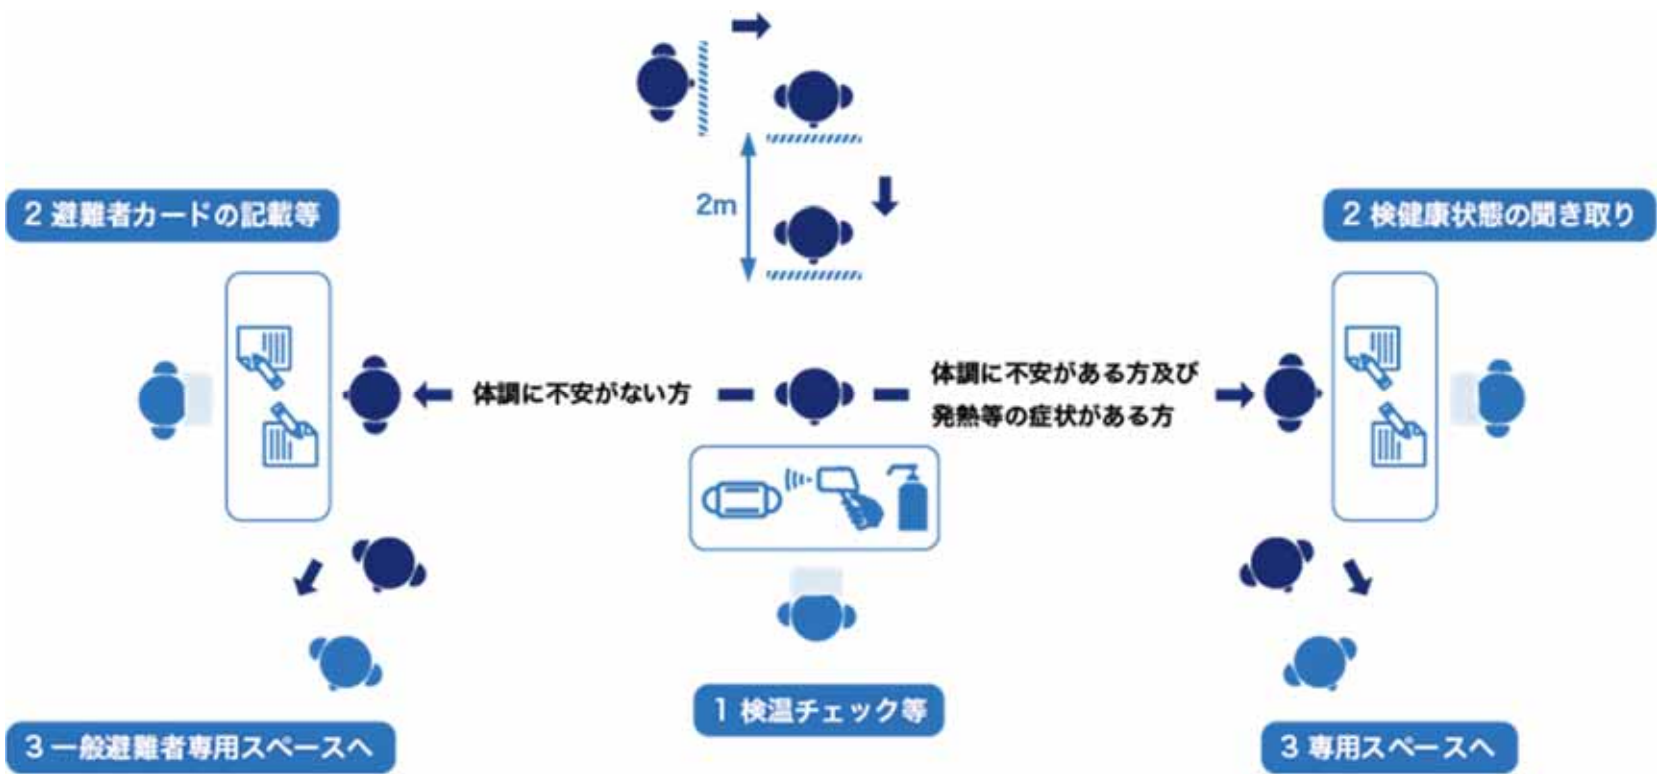 2m
2 避難者カードの記載等
2 検健康状態の聞き取り
体調に不安がない方
体調に不安がある方及び
発熱等の症状がある方
1 検温チェック等
3 一般避難者専用スペースへ
3 専用スペースへ